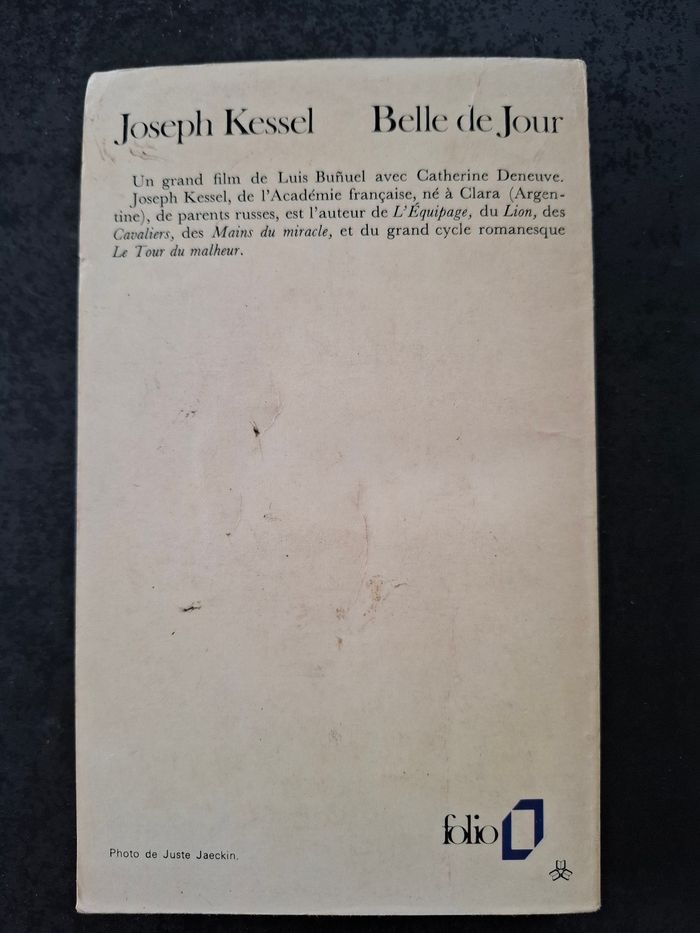 Joseph Kessel Belle de Jour
Un grand film de Luis Buñuel avec Catherine Deneuve.
Joseph Kessel, de l'Académie française, né à Clara (Argen-
tine), de parents russes, est l'auteur de L'Équipage, du Lion, des
Cavaliers, des Mains du miracle, et du grand cycle romanesque
Le Tour du malheur.
folio
Photo de Juste Jaeckin.